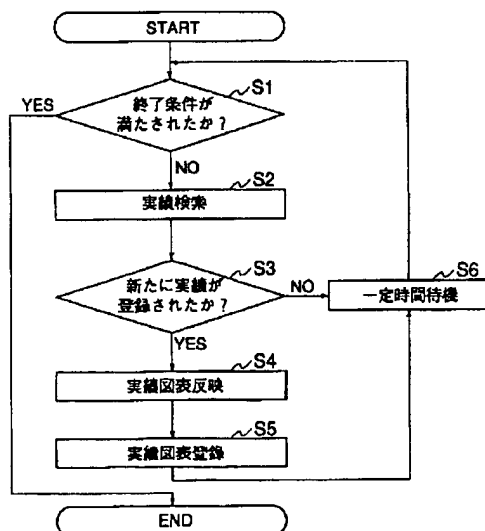 START
S1
終了条件が
満たされたか？
YES
NO
S2
実績検索
S3
新たに実績が
登録されたか？
NO
S6
一定時間待機
YES
S4
実績図表反映
S5
実績図表登録
END